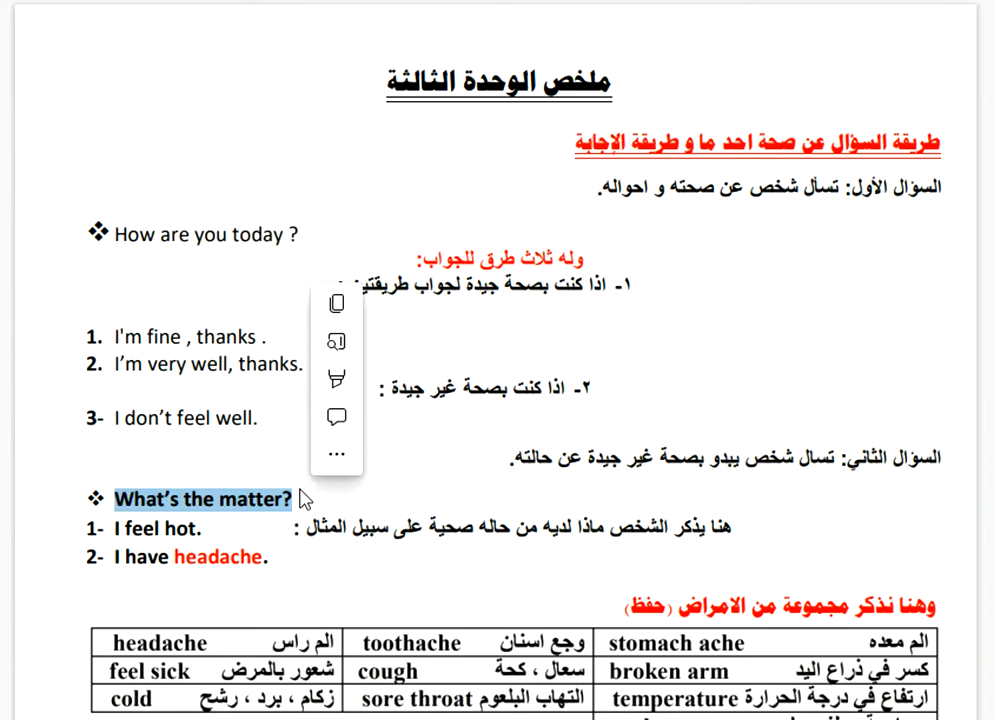 ملخص الوحدة الثالثة
طريقة السؤال عن صحة احد ما و طريقة الإجابة
السؤال الأول: تسأل شخص عن صحته و احواله.
❖ How are you today ?
وله ثلاث طرق للجواب:
١- اذا كنت بصحة جيدة لجواب
1. I'm fine , thanks .
2. I’m very well, thanks.
٢- اذا كنت بصحة غير جيدة :
3- I don’t feel well.
السؤال الثاني: تسال شخص يبدو بصحة غير جيدة عن حالته.
❖ What’s the matter?
1- I feel hot. هنا يذكر الشخص ماذا لديه من حاله صحية على سبيل المثال :
2- I have headache.
وهنا نذكر مجموعة من الامراض (حفظ)
headache الم راس toothache وجع اسنان stomach ache الم معده
feel sick شعور بالمرض cough سعال ، كحة broken arm كسر في ذراع اليد
cold زكام ، برد ، رشح sore throat التهاب البلعوم temperature ارتفاع في درجة الحرارة